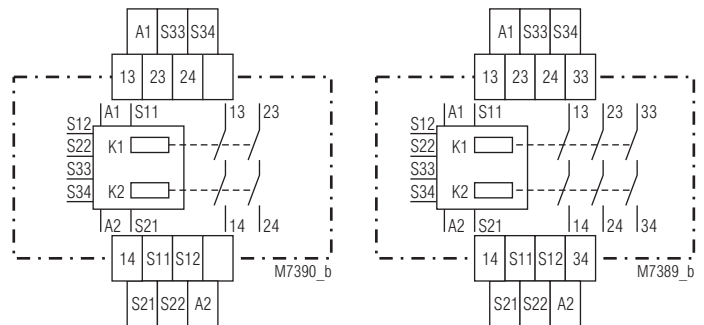 A1 S33 S34
13 23 24
A1 S11
13 23
S12
S22
S33
S34
K1
K2
A2 S21
14 24
14 S11 S12
M7390_b
S21 S22 A2
A1 S33 S34
13 23 24 33
A1 S11
13 23 33
S12
S22
S33
S34
K1
K2
A2 S21
14 24 34
14 S11 S12 34
M7389_b
S21 S22 A2